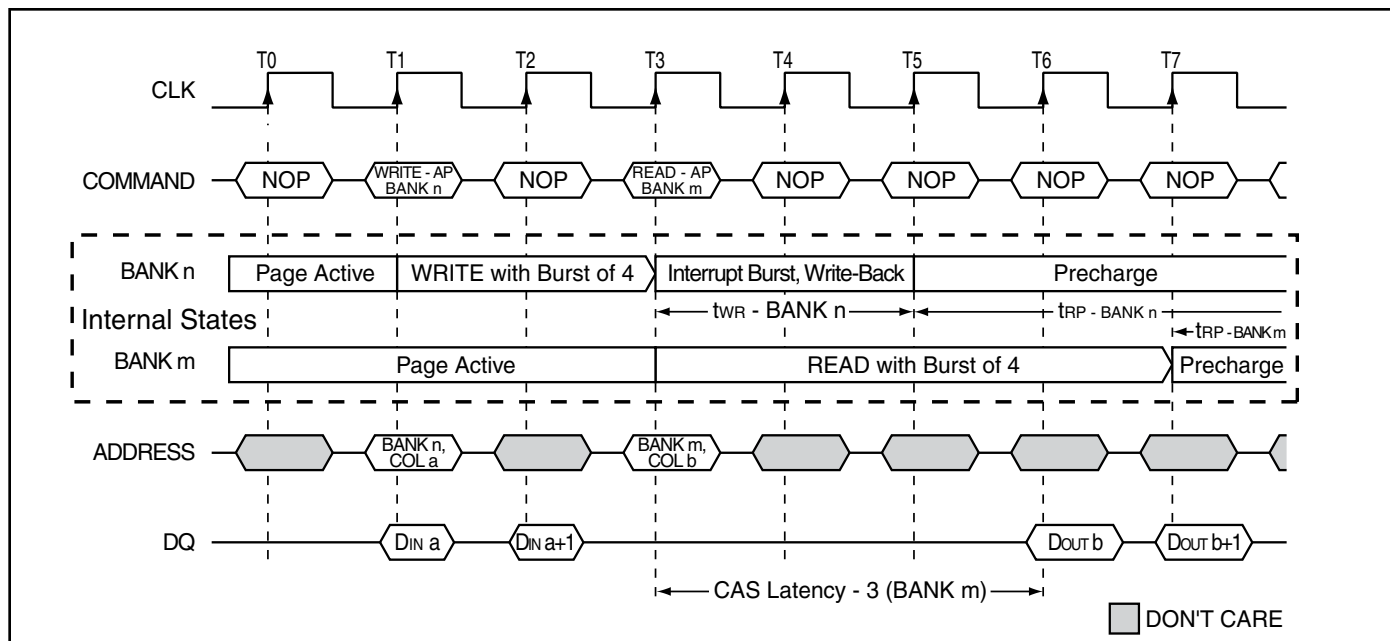 T0 T1 T2 T3 T4 T5 T6 T7
CLK
COMMAND NOP WRITE - AP BANK n NOP READ - AP BANK m NOP NOP NOP NOP
BANK n Page Active WRITE with Burst of 4 Interrupt Burst, Write-Back Precharge
tWR - BANK n tRP - BANK n
Internal States
tRP - BANK m
BANK m Page Active READ with Burst of 4 Precharge
ADDRESS BANK n, COL a BANK m, COL b
DQ DIN a DIN a+1 DOUT b DOUT b+1
CAS Latency - 3 (BANK m)
DON'T CARE